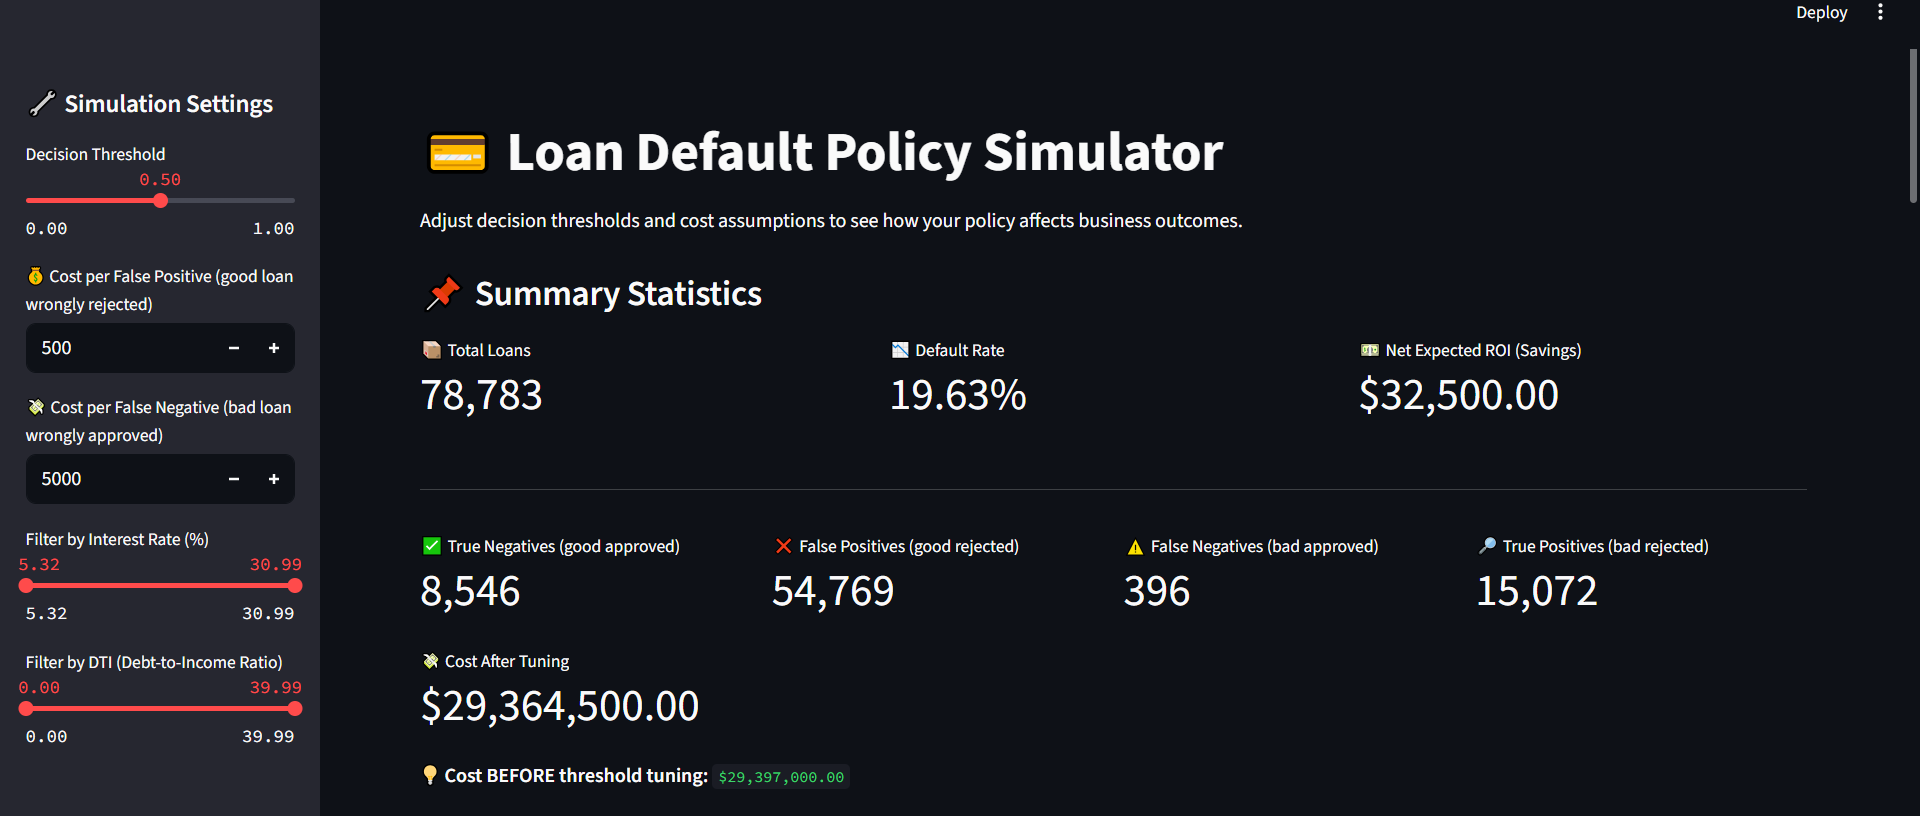 Deploy
Simulation Settings
Decision Threshold
0.50
0.00 1.00
Cost per False Positive (good loan
wrongly rejected)
500
Cost per False Negative (bad loan
wrongly approved)
5000
Filter by Interest Rate (%)
5.32 30.99
5.32 30.99
Filter by DTI (Debt-to-Income Ratio)
0.00 39.99
0.00 39.99
Loan Default Policy Simulator
Adjust decision thresholds and cost assumptions to see how your policy affects business outcomes.
Summary Statistics
Total Loans
78,783
Default Rate
19.63%
Net Expected ROI (Savings)
$32,500.00
True Negatives (good approved)
8,546
False Positives (good rejected)
54,769
False Negatives (bad approved)
396
True Positives (bad rejected)
15,072
Cost After Tuning
$29,364,500.00
Cost BEFORE threshold tuning: $29,397,000.00